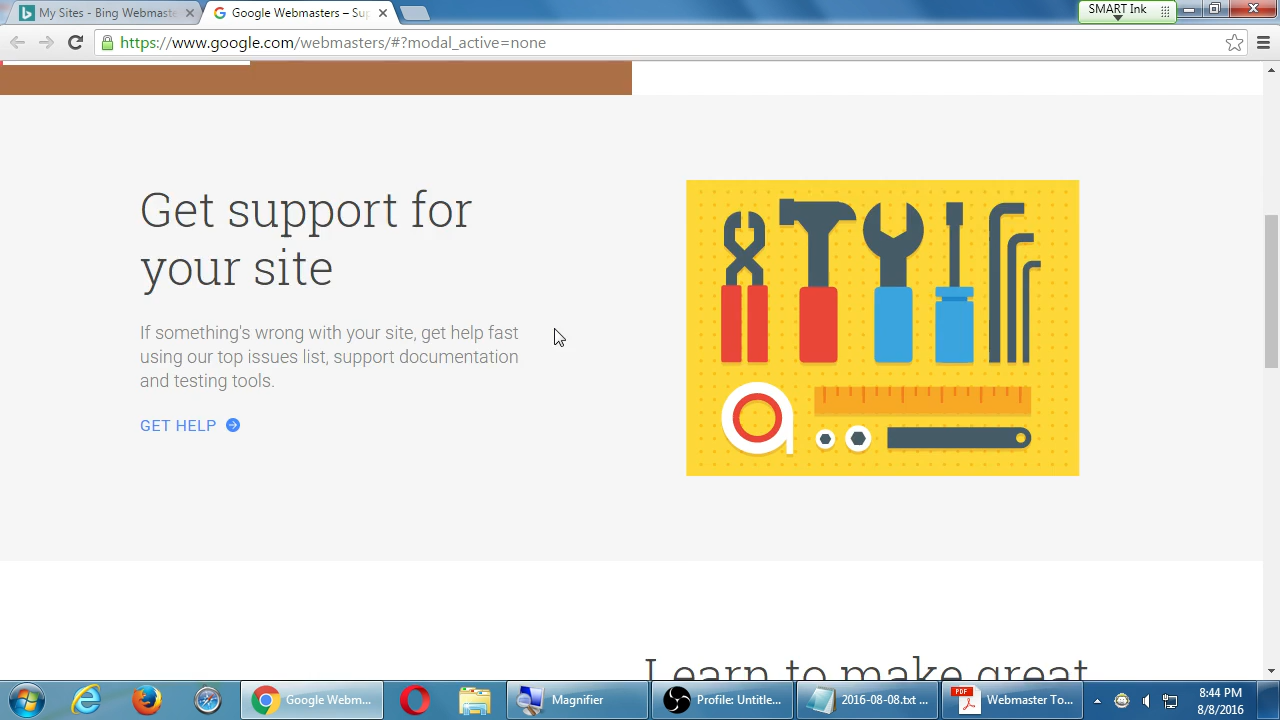 My Sites - Bing Webmaste
Google Webmasters – Sup
SMART Ink
https://www.google.com/webmasters/#?modal_active=none
Get support for
your site
If something's wrong with your site, get help fast
using our top issues list, support documentation
and testing tools.
GET HELP
Learn to make great
Google Webm...
Magnifier
Profile: Untitle...
2016-08-08.txt ...
PDF
Webmaster To...
8:44 PM
8/8/2016